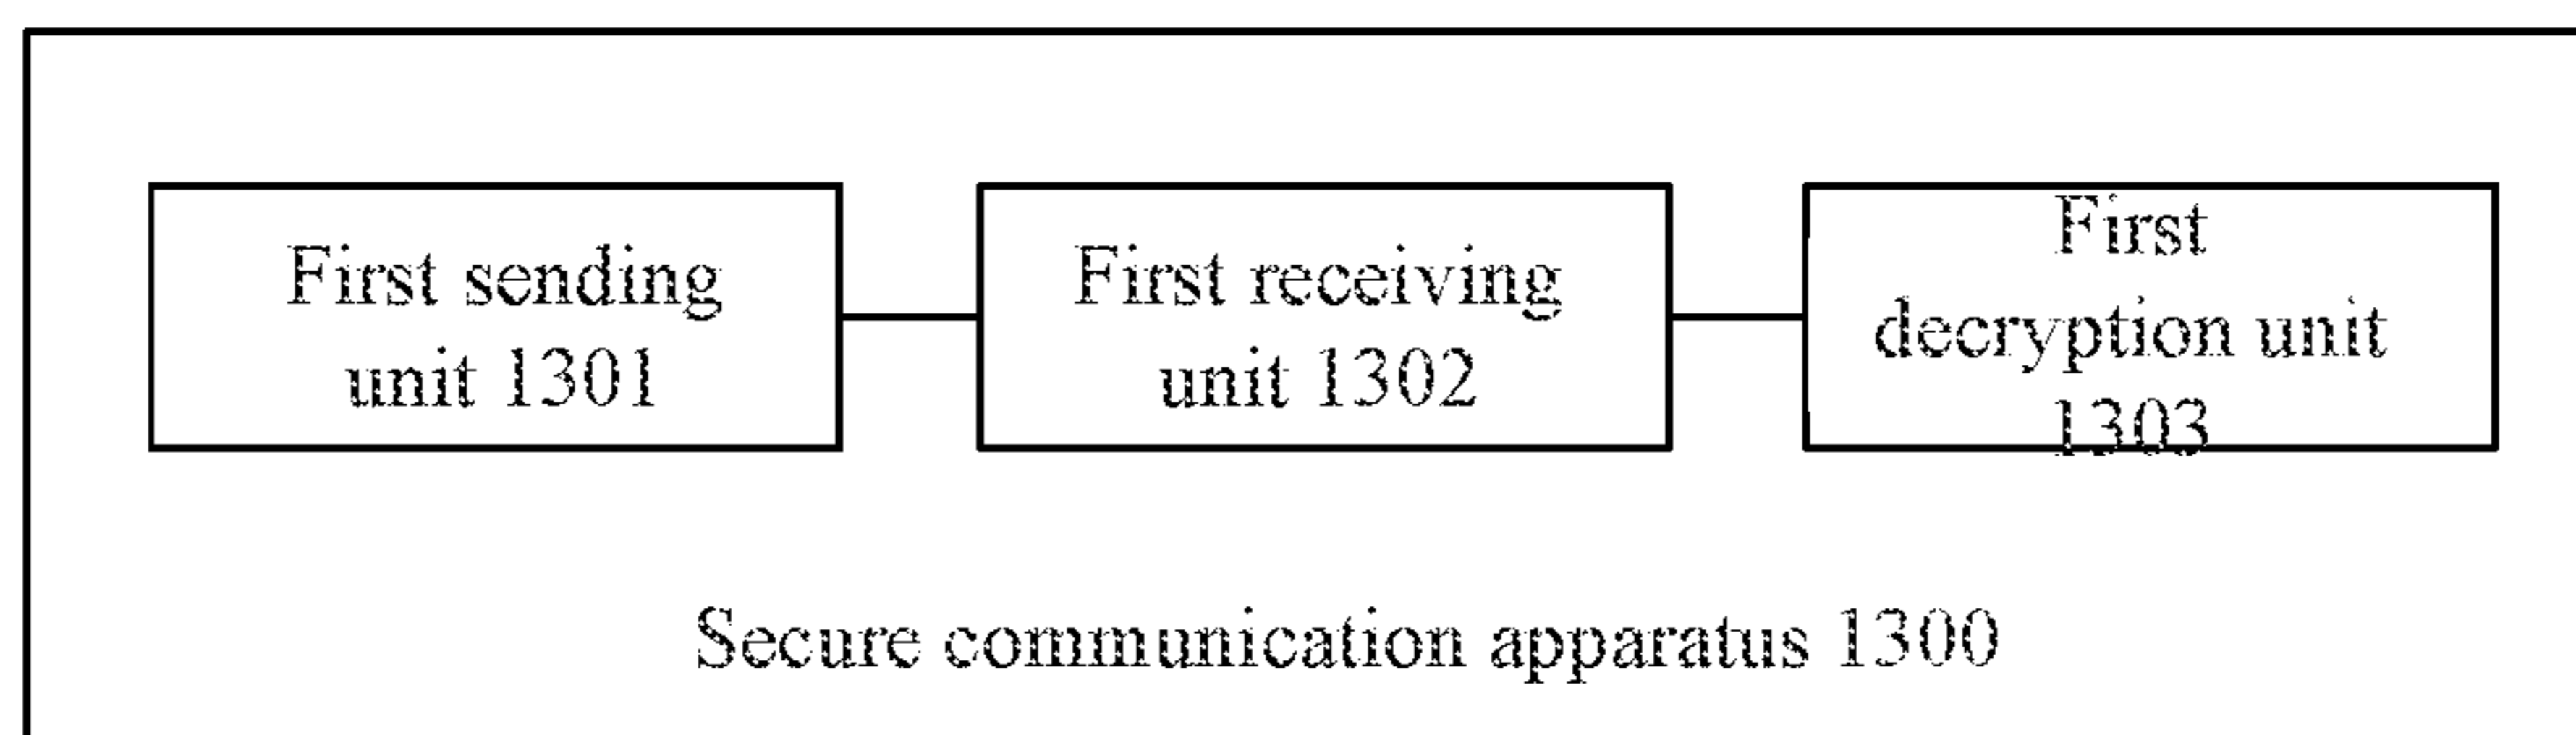 First sending
unit 1301
First receiving
unit 1302
First
decryption unit
1303
Secure communication apparatus 1300